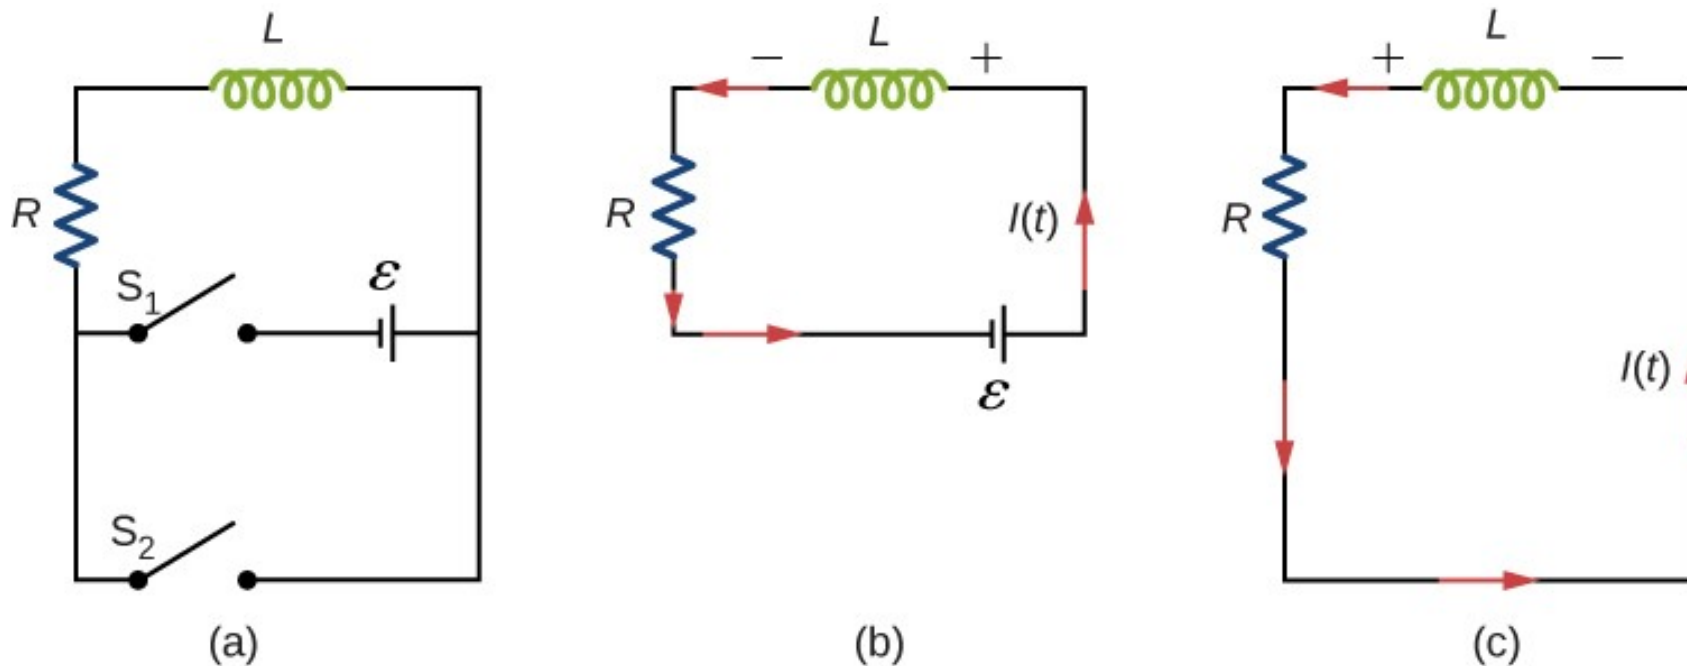 L
R
S₁
ε
S₂
(a)
− L +
R
I(t)
ε
(b)
+ L −
R
I(t)
(c)